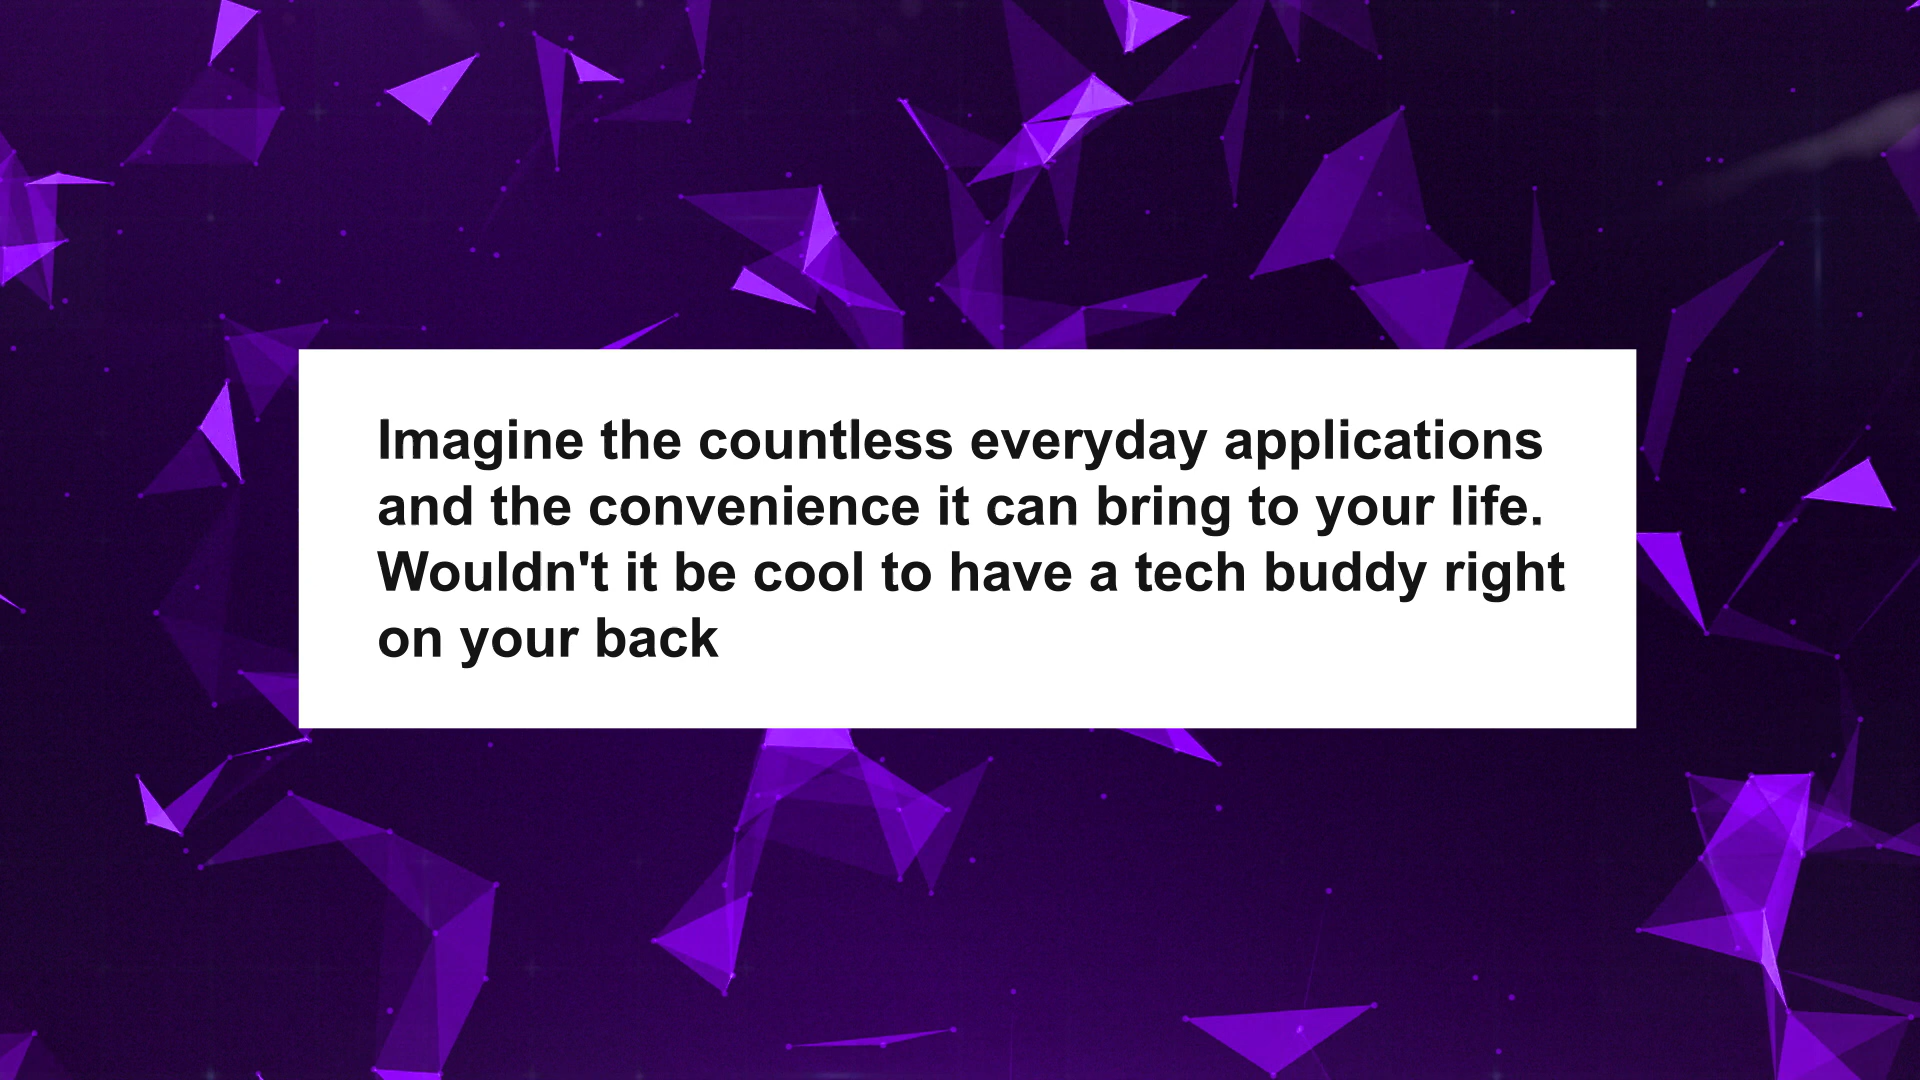 Imagine the countless everyday applications
and the convenience it can bring to your life.
Wouldn't it be cool to have a tech buddy right
on your back